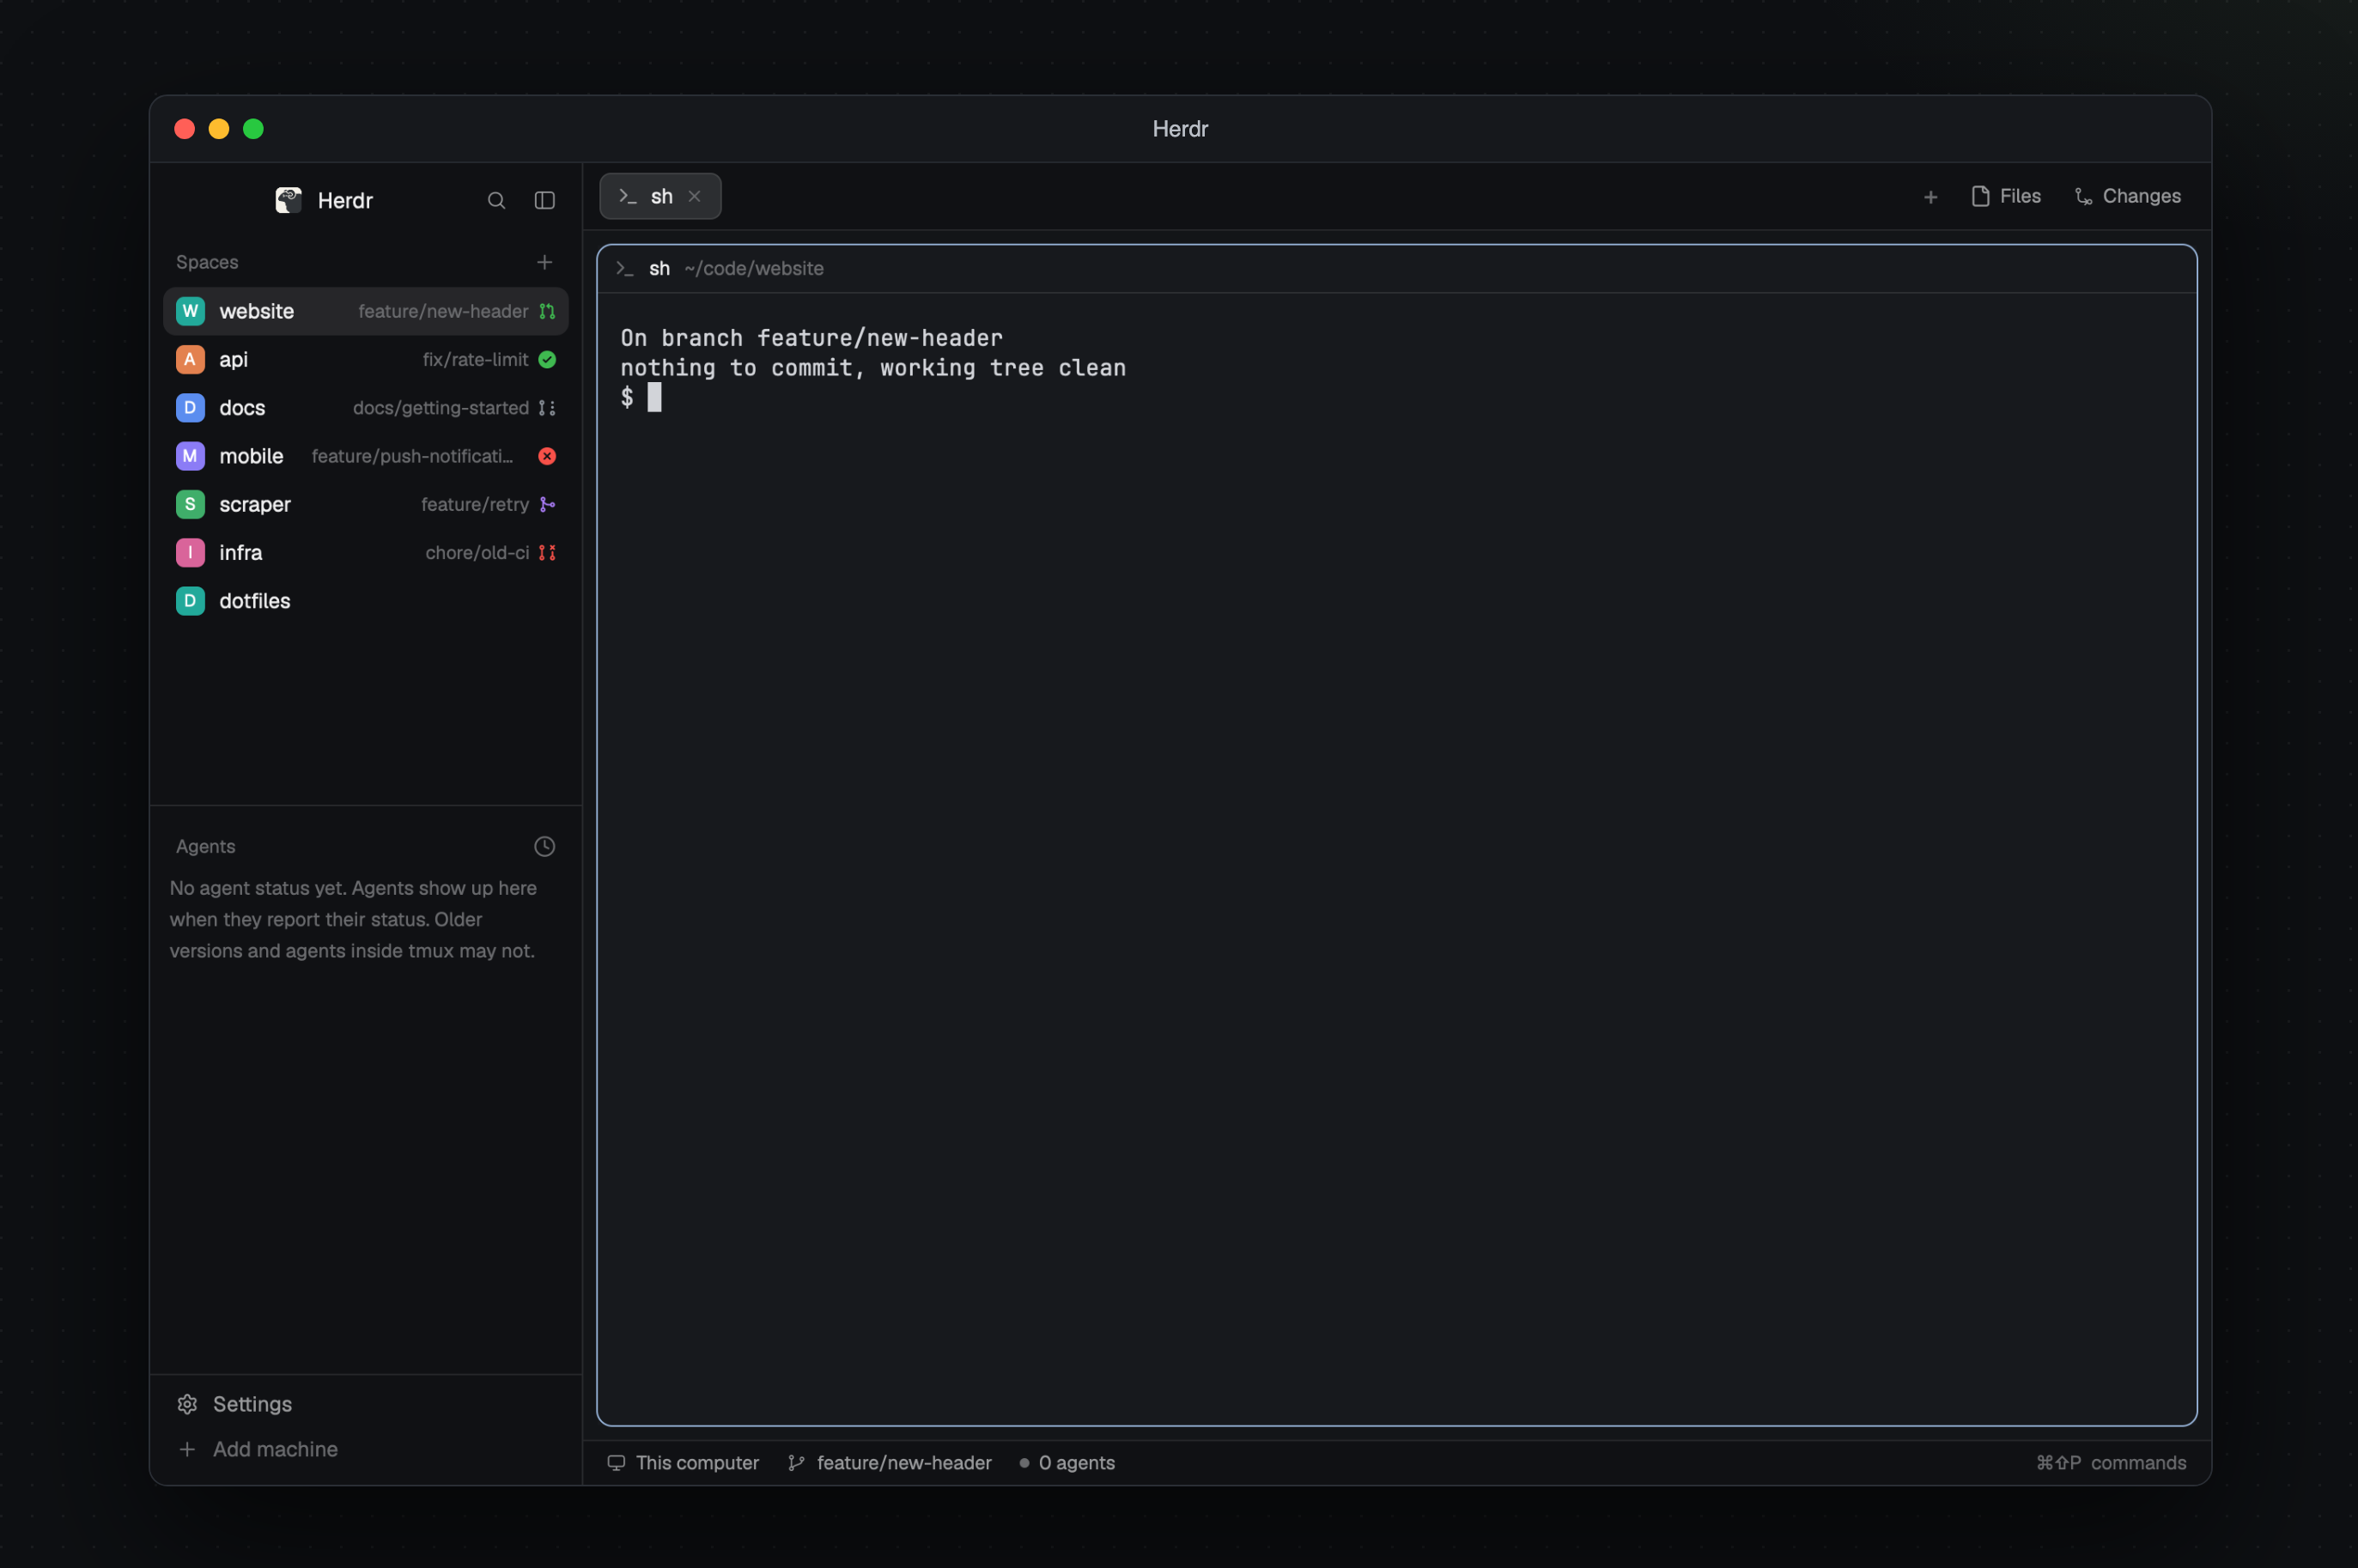 Herdr
Herdr
Spaces
W website feature/new-header
A api fix/rate-limit
D docs docs/getting-started
M mobile feature/push-notificati...
S scraper feature/retry
I infra chore/old-ci
D dotfiles
Agents
No agent status yet. Agents show up here
when they report their status. Older
versions and agents inside tmux may not.
Settings
Add machine
sh
Files
Changes
sh ~/code/website
On branch feature/new-header
nothing to commit, working tree clean
$
This computer feature/new-header 0 agents
⌘⇧P commands